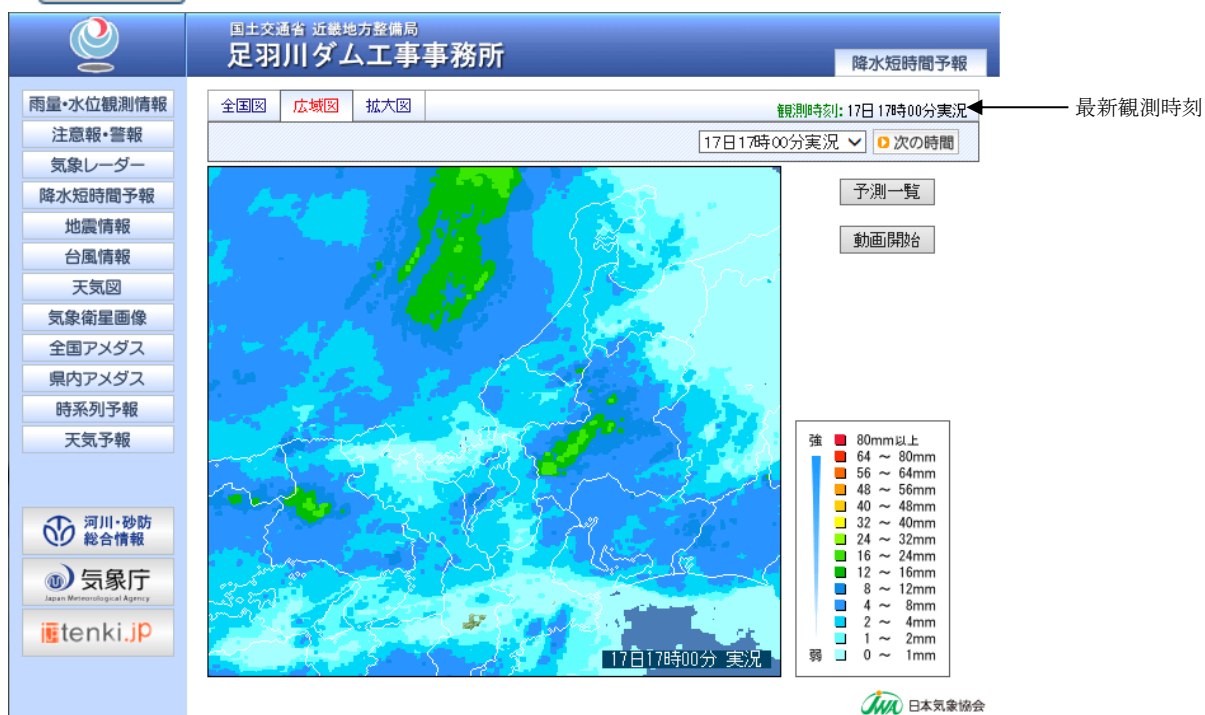 国土交通省 近畿地方整備局
足羽川ダム工事事務所
降水短時間予報
雨量・水位観測情報
注意報・警報
気象レーダー
降水短時間予報
地震情報
台風情報
天気図
気象衛星画像
全国アメダス
県内アメダス
時系列予報
天気予報
河川・砂防
総合情報
気象庁
Japan Meteorological Agency
tenki.jp
全国図 広域図 拡大図
観測時刻: 17日 17時00分実況
最新観測時刻
17日17時00分実況 次の時間
予測一覧
動画開始
強 80mm以上
64 ～ 80mm
56 ～ 64mm
48 ～ 56mm
40 ～ 48mm
32 ～ 40mm
24 ～ 32mm
16 ～ 24mm
12 ～ 16mm
8 ～ 12mm
4 ～ 8mm
2 ～ 4mm
1 ～ 2mm
弱 0 ～ 1mm
17日17時00分 実況
JWA 日本気象協会